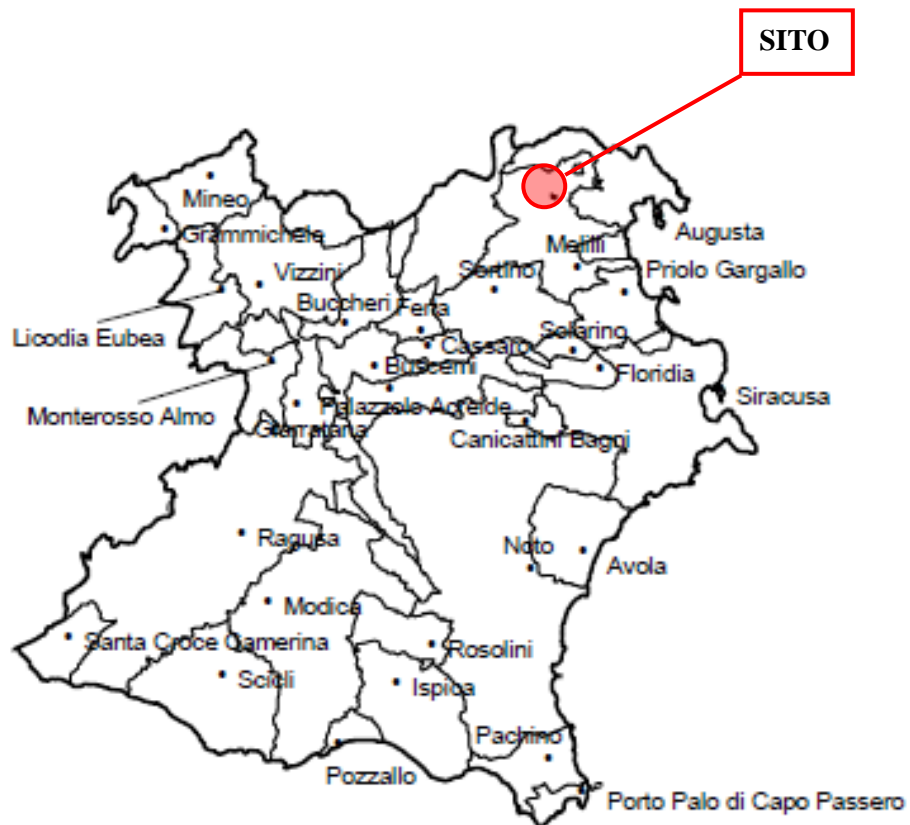 SITO
Mineo
Grammichele
Augusta
Melilli
Vizzini
Sortino
Priolo Gargallo
Buccheri
Ferla
Licodia Eubea
Solarino
Cassaro
Buscemi
Floridia
Siracusa
Monterosso Almo
Palazzolo Acreide
Giarratana
Canicattini Bagni
Ragusa
Noto
Avola
Modica
Santa Croce Camerina
Rosolini
Scicli
Ispica
Pachino
Pozzallo
Porto Palo di Capo Passero